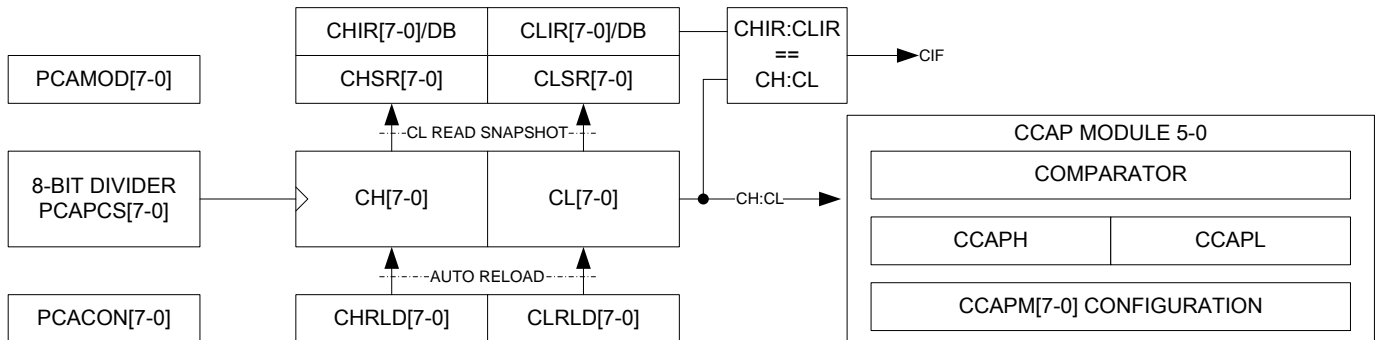 CHIR[7-0]/DB
CLIR[7-0]/DB
CHIR:CLIR
==
CH:CL
CIF
PCAMOD[7-0]
CHSR[7-0]
CLSR[7-0]
CL READ SNAPSHOT
CCAP MODULE 5-0
COMPARATOR
8-BIT DIVIDER
PCAPCS[7-0]
CH[7-0]
CL[7-0]
CH:CL
CCAPH
CCAPL
AUTO RELOAD
PCACON[7-0]
CHRLD[7-0]
CLRLD[7-0]
CCAPM[7-0] CONFIGURATION